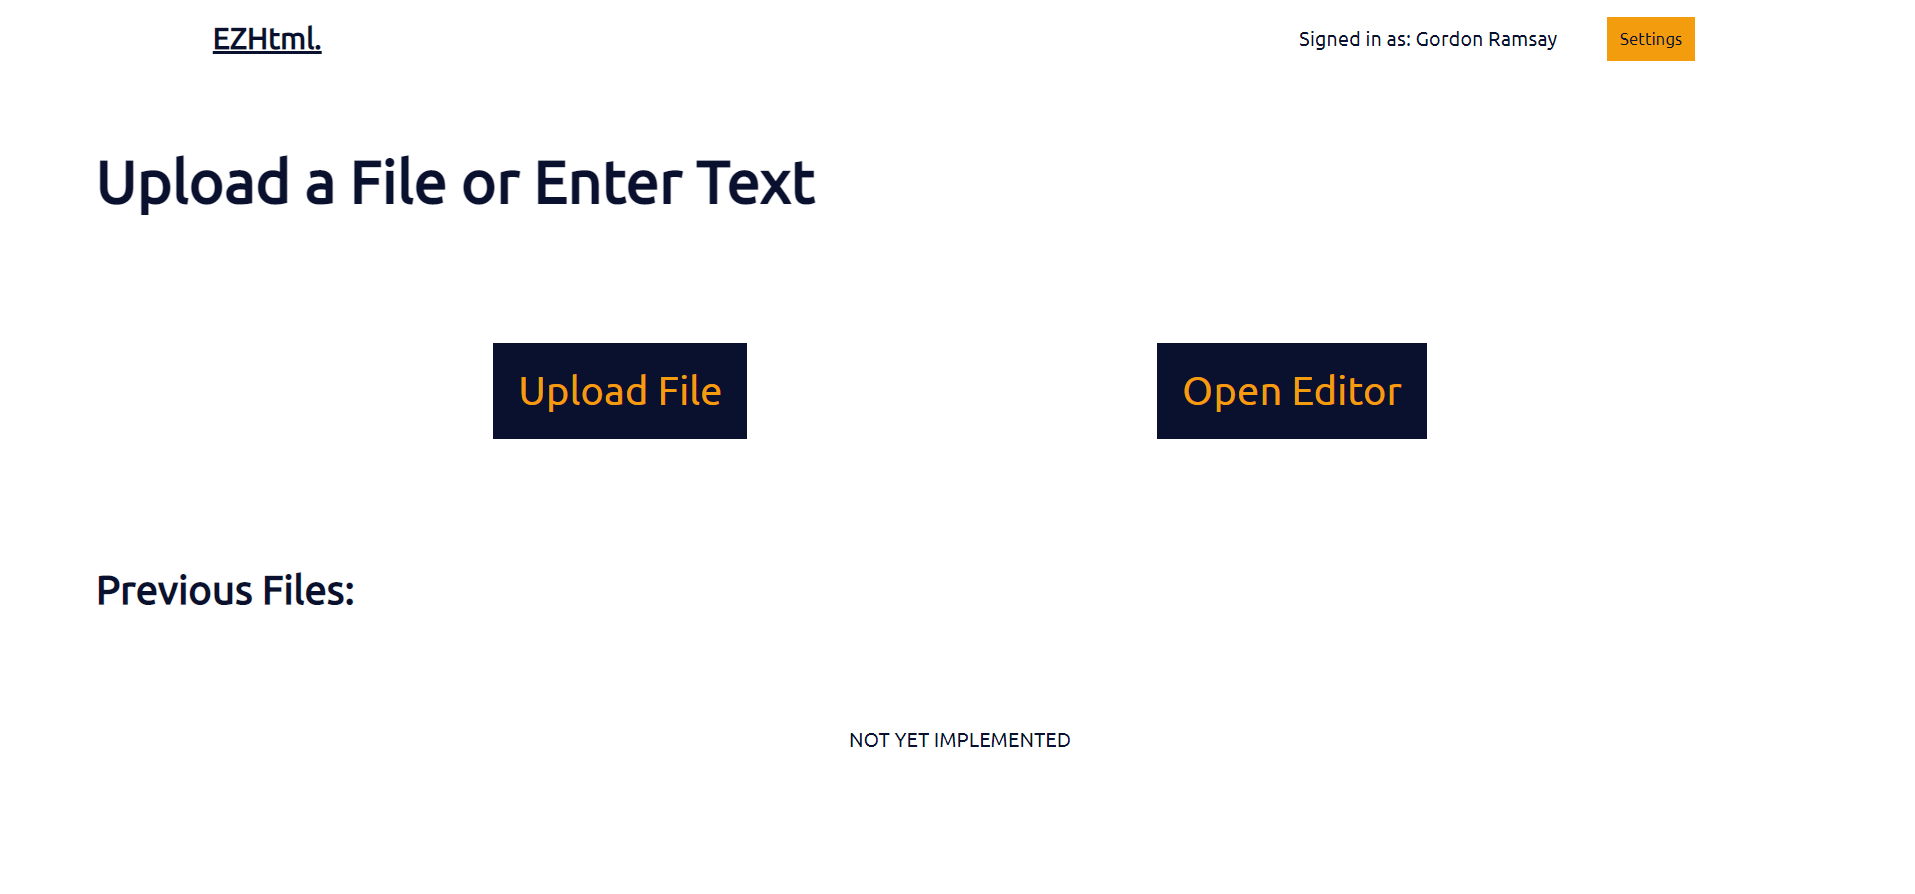 EZHtml.
Signed in as: Gordon Ramsay
Settings
Upload a File or Enter Text
Upload File
Open Editor
Previous Files:
NOT YET IMPLEMENTED